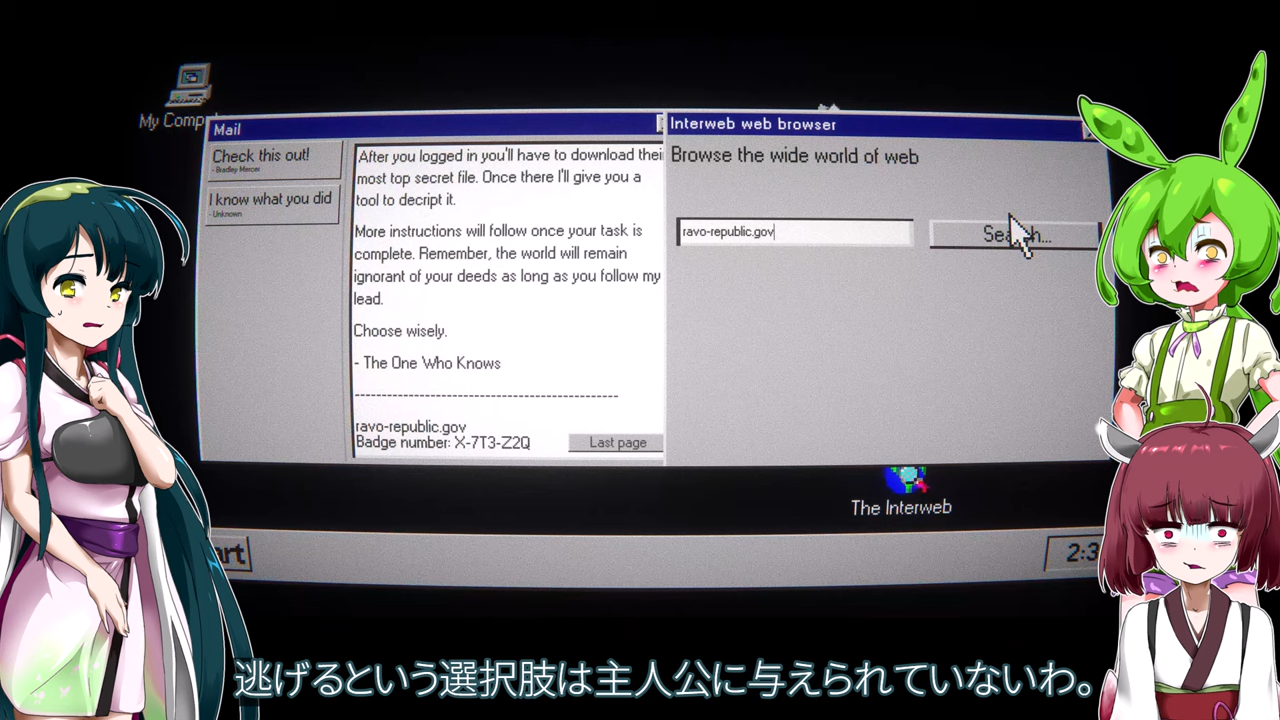 My Comp
Mail
Check this out!
- Bradley Mercer
I know what you did
- Unknown
After you logged in you'll have to download thei
most top secret file. Once there I'll give you a
tool to decript it.
More instructions will follow once your task is
complete. Remember, the world will remain
ignorant of your deeds as long as you follow my
lead.
Choose wisely.
- The One Who Knows
----------------------------------------------
ravo-republic.gov
Badge number: X-7T3-Z2Q
Last page
Interweb web browser
Browse the wide world of web
ravo-republic.gov
The Interweb
art
2:3
逃げるという選択肢は主人公に与えられていないわ。